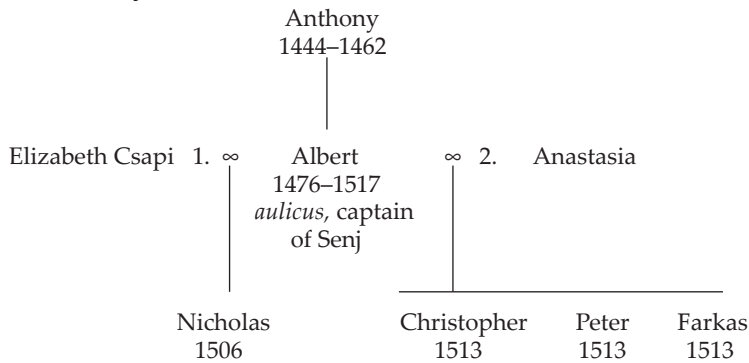 Anthony
1444–1462
Elizabeth Csapi 1. ∞ Albert ∞ 2. Anastasia
1476–1517
aulicus, captain
of Senj
Nicholas Christopher Peter Farkas
1506 1513 1513 1513